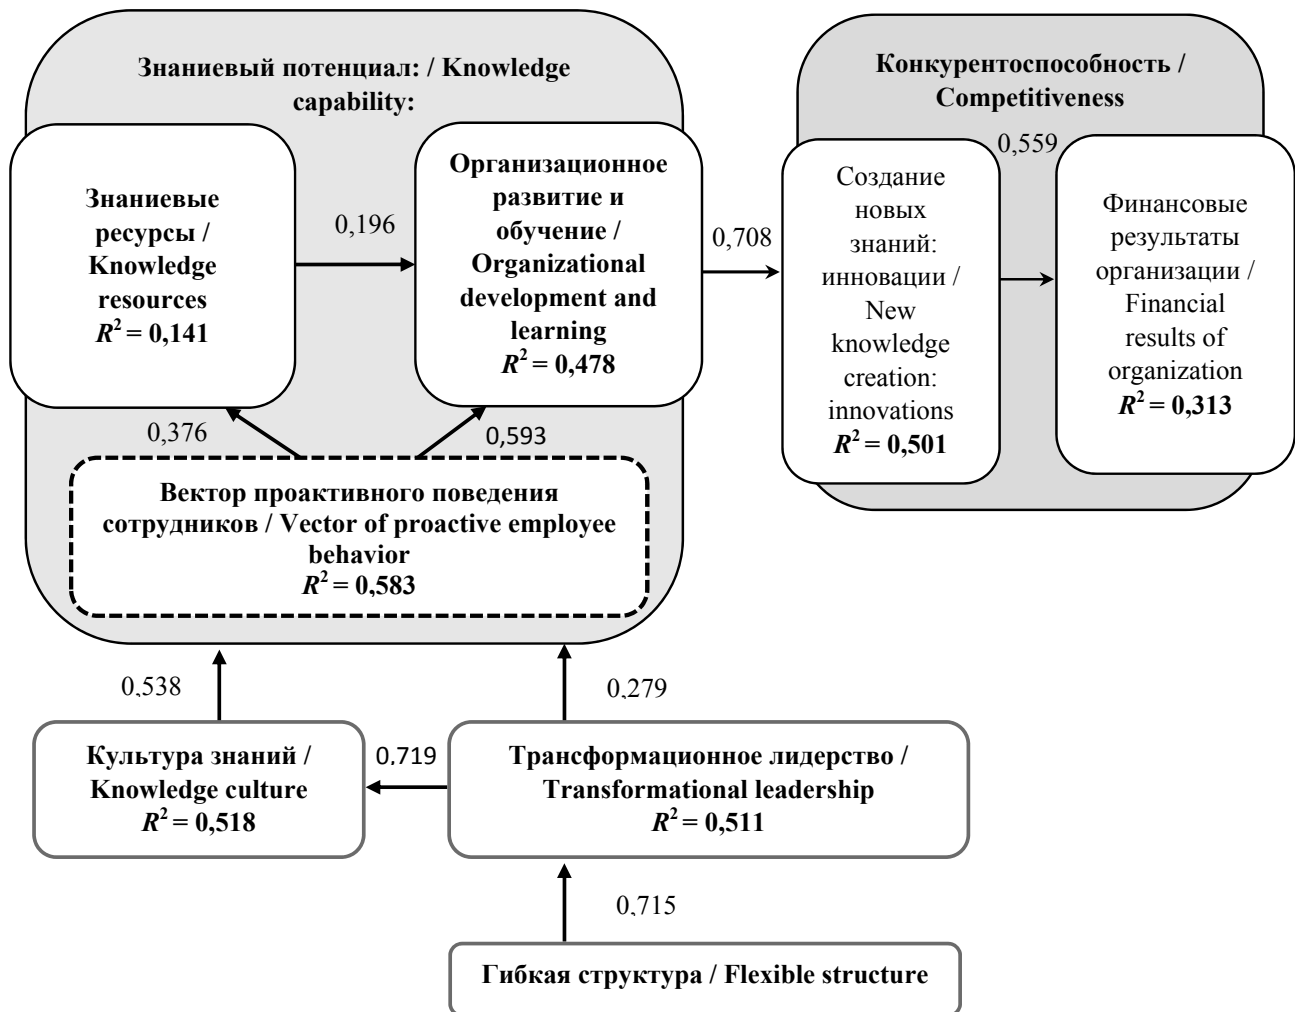 Знаниевый потенциал: / Knowledge
capability:
Конкурентоспособность /
Competitiveness
Знаниевые
ресурсы /
Knowledge
resources
R² = 0,141
0,196
Организационное
развитие и
обучение /
Organizational
development and
learning
R² = 0,478
0,708
Создание
новых
знаний:
инновации /
New
knowledge
creation:
innovations
R² = 0,501
0,559
Финансовые
результаты
организации /
Financial
results of
organization
R² = 0,313
0,376
0,593
Вектор проактивного поведения
сотрудников / Vector of proactive employee
behavior
R² = 0,583
0,538
0,279
Культура знаний /
Knowledge culture
R² = 0,518
0,719
Трансформационное лидерство /
Transformational leadership
R² = 0,511
0,715
Гибкая структура / Flexible structure